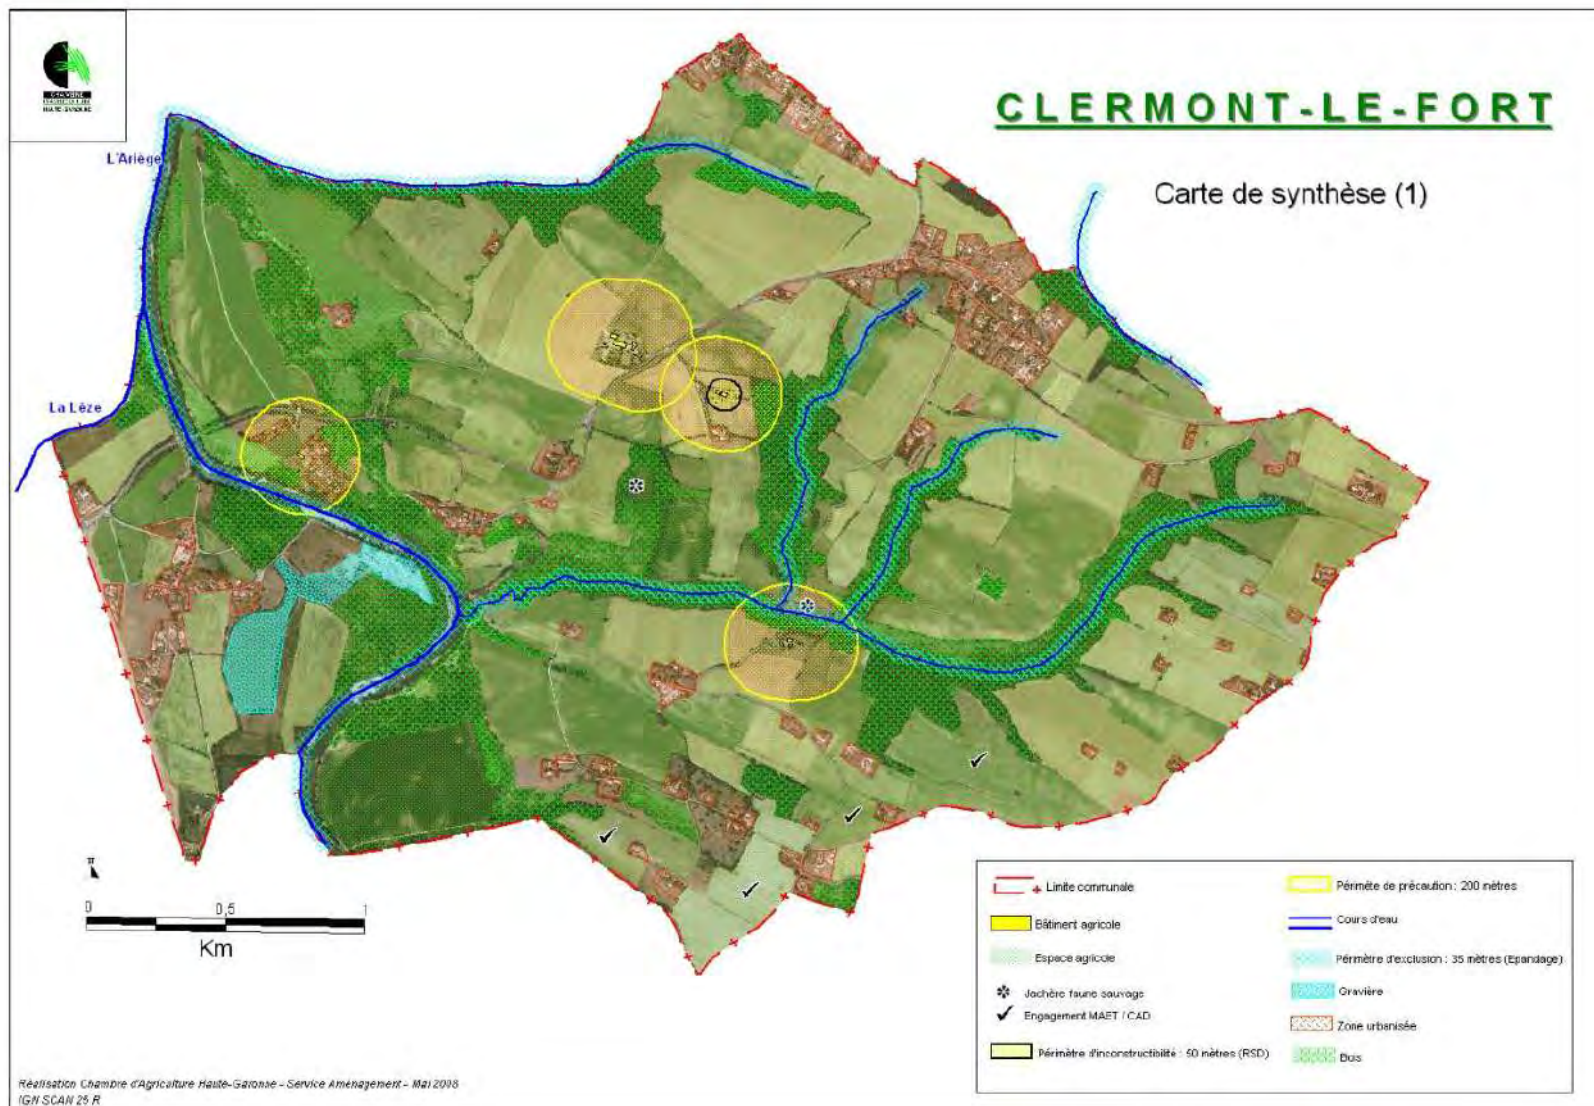 CLERMONT-LE-FORT
Carte de synthèse (1)
L'Ariège
La Lèze
0 0,5 1
Km
Limite communale
Bâtiment agricole
Espace agricole
Jachère faune sauvage
Engagement MAET / CAD
Périmètre d'inconstructibilité : 50 mètres (RSD)
Périmète de précaution : 200 mètres
Cours d'eau
Périmètre d'exclusion : 35 mètres (Epandage)
Gravière
Zone urbanisée
Bois
Réalisation Chambre d'Agriculture Haute-Garonne - Service Aménagement - Mai 2008
IGN SCAN 25 R